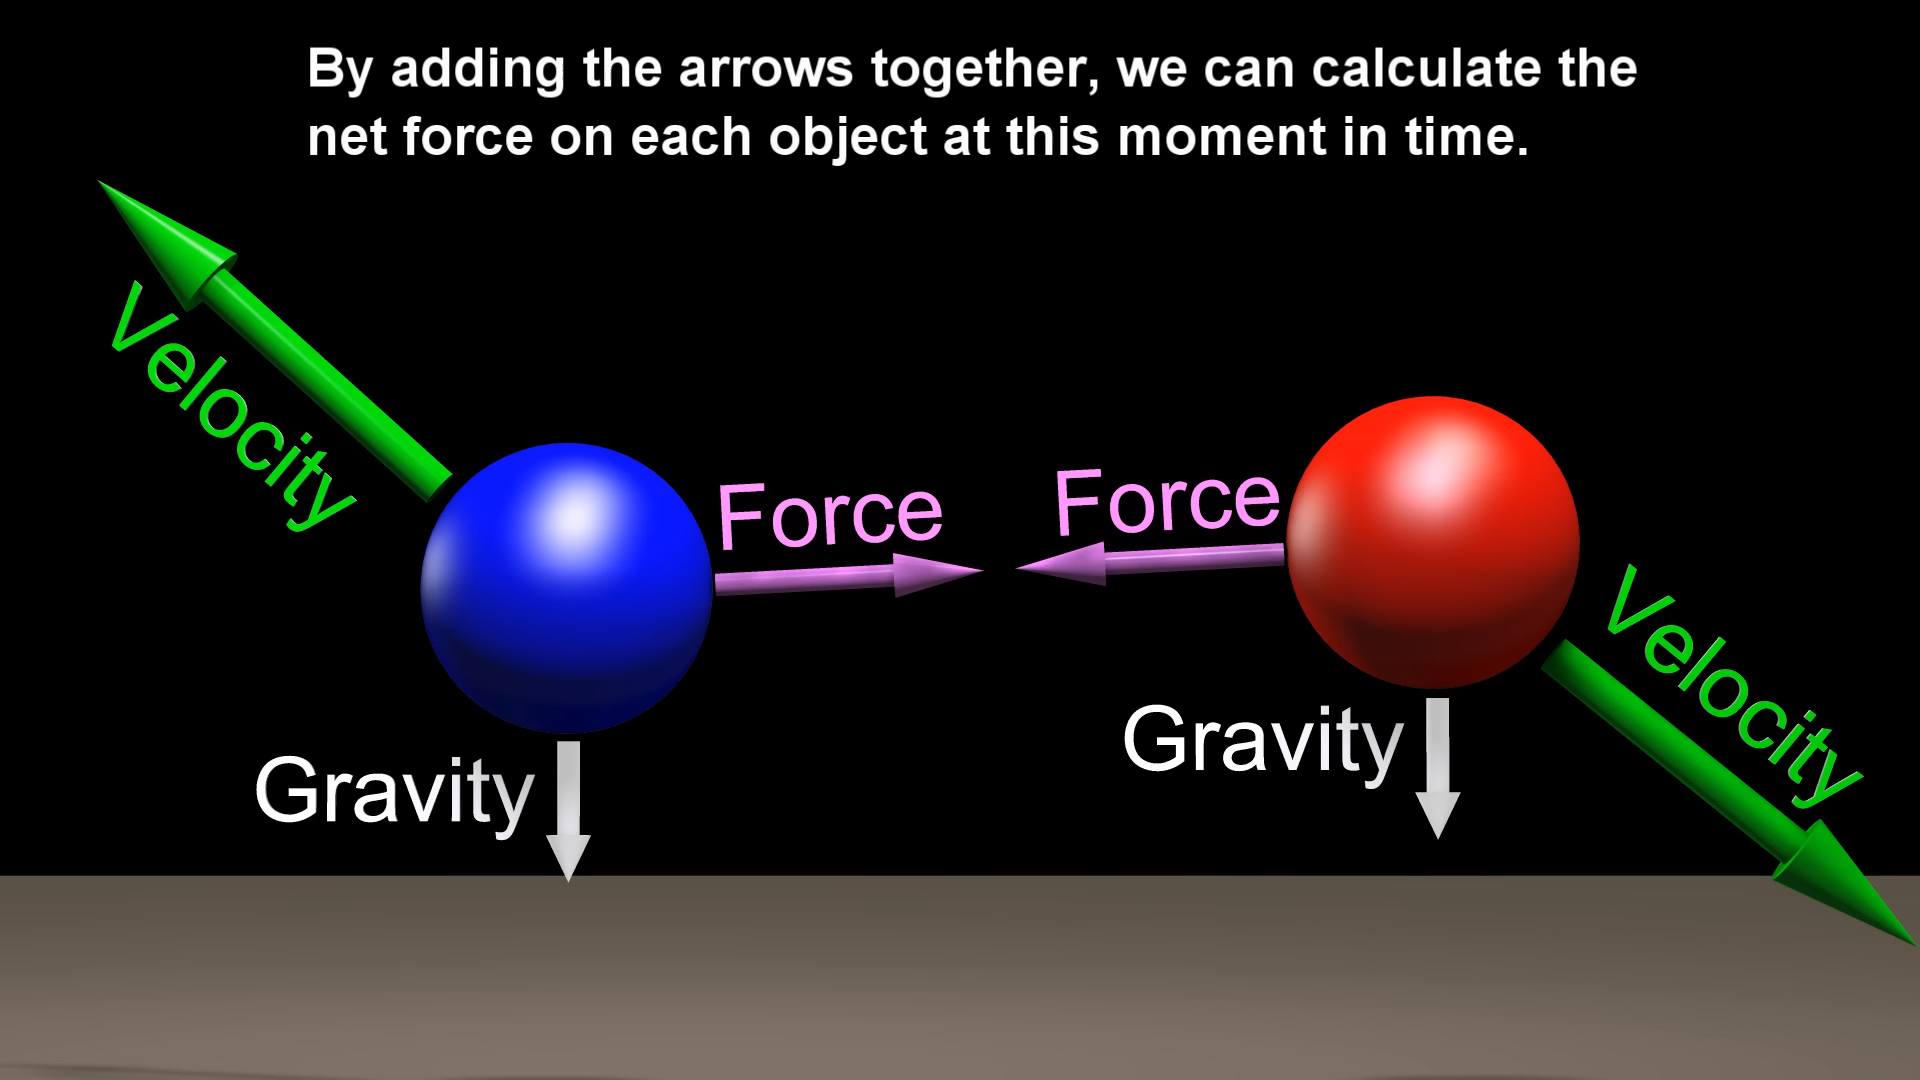 By adding the arrows together, we can calculate the
net force on each object at this moment in time.
Velocity
Force
Force
Velocity
Gravity
Gravity